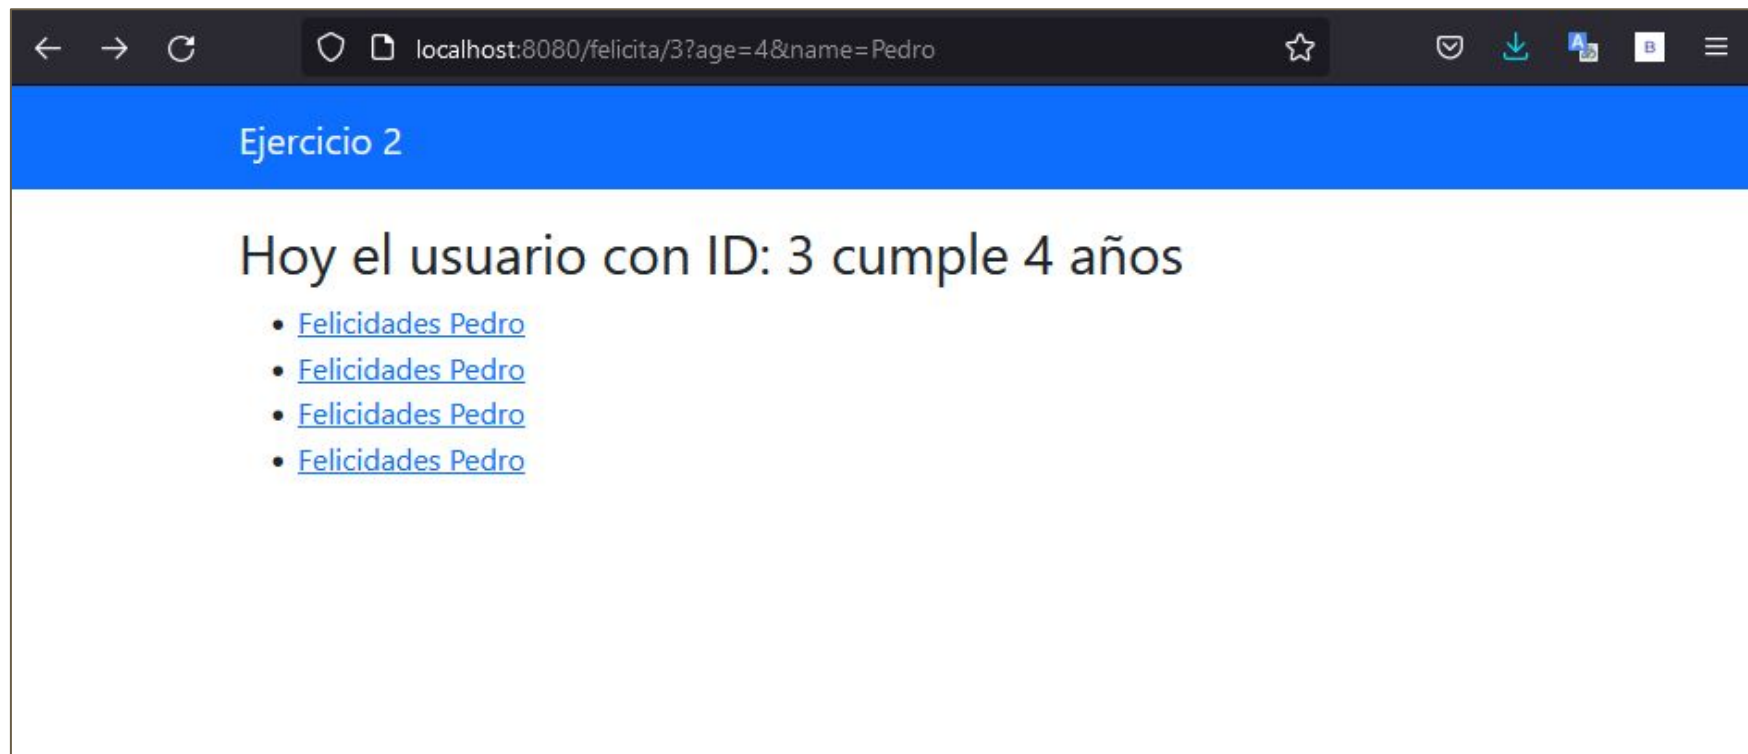 localhost:8080/felicita/3?age=4&name=Pedro
Ejercicio 2
Hoy el usuario con ID: 3 cumple 4 años
Felicidades Pedro
Felicidades Pedro
Felicidades Pedro
Felicidades Pedro